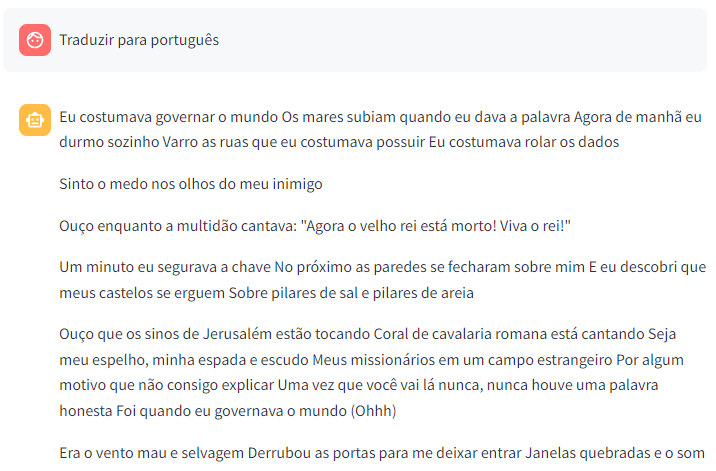 Traduzir para português
Eu costumava governar o mundo Os mares subiam quando eu dava a palavra Agora de manhã eu
durmo sozinho Varro as ruas que eu costumava possuir Eu costumava rolar os dados
Sinto o medo nos olhos do meu inimigo
Ouço enquanto a multidão cantava: "Agora o velho rei está morto! Viva o rei!"
Um minuto eu segurava a chave No próximo as paredes se fecharam sobre mim E eu descobri que
meus castelos se erguem Sobre pilares de sal e pilares de areia
Ouço que os sinos de Jerusalém estão tocando Coral de cavalaria romana está cantando Seja
meu espelho, minha espada e escudo Meus missionários em um campo estrangeiro Por algum
motivo que não consigo explicar Uma vez que você vai lá nunca, nunca houve uma palavra
honesta Foi quando eu governava o mundo (Ohhh)
Era o vento mau e selvagem Derrubou as portas para me deixar entrar Janelas quebradas e o som